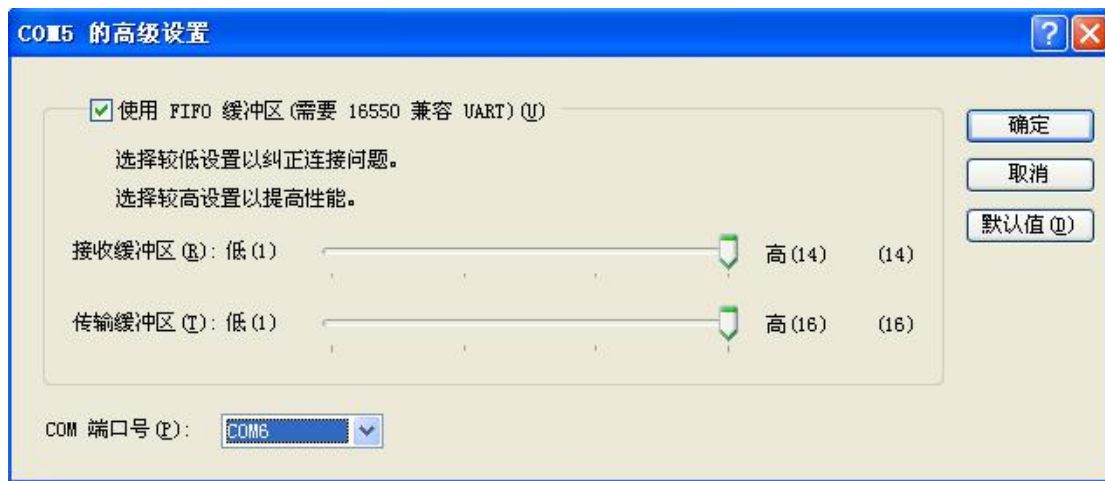 COM5 的高级设置
使用 FIFO 缓冲区(需要 16550 兼容 UART)(U)
确定
选择较低设置以纠正连接问题。
取消
选择较高设置以提高性能。
默认值(D)
接收缓冲区(R): 低(1) 高(14) (14)
传输缓冲区(T): 低(1) 高(16) (16)
COM 端口号(P): COM6